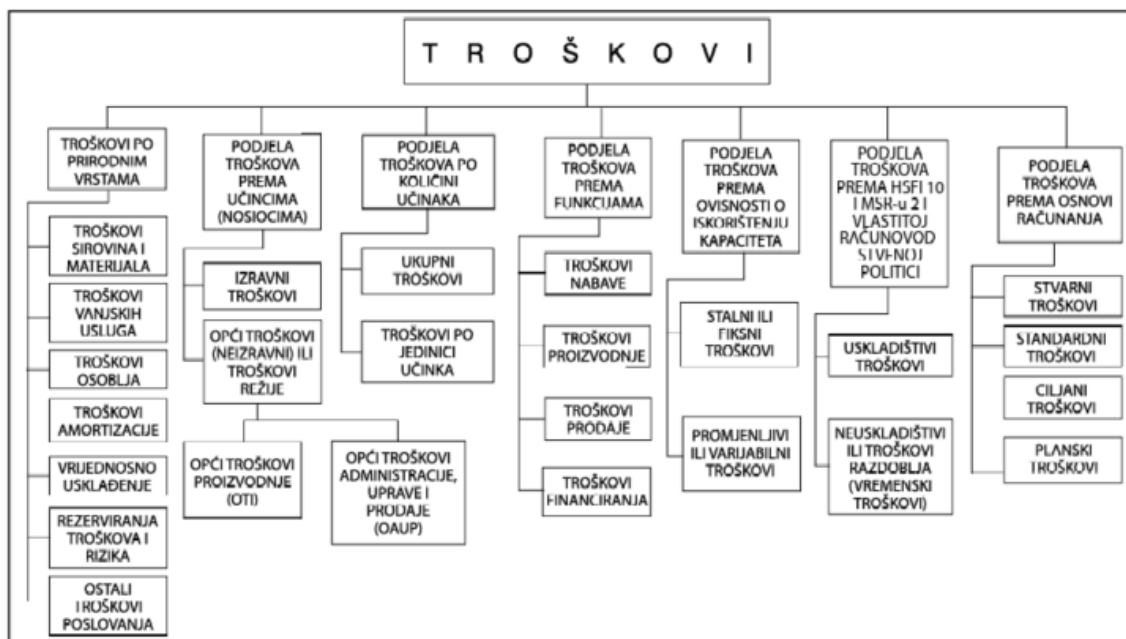 T R O Š K O V I
TROŠKOVI PO
PRIRODNIM
VRSTAMA
TROŠKOVI
SIROVINA I
MATERIJALA
TROŠKOVI
VANJSKIH
USLUGA
TROŠKOVI
OSOBLJA
TROŠKOVI
AMORTIZACIJE
VRIJEDNOSNO
USKLAĐENJE
REZERVIRANJA
TROŠKOVA I
RIZIKA
OSTALI
TROŠKOVI
POSLOVANJA
PODJELA
TROŠKOVA
PREMA
UČINCIMA
(NOSIOCIMA)
IZRAVNI
TROŠKOVI
OPĆI TROŠKOVI
(NEIZRAVNI) ILI
TROŠKOVI
REŽIJE
OPĆI TROŠKOVI
PROIZVODNJE
(OTI)
OPĆI TROŠKOVI
ADMINISTRACIJE,
UPRAVE I
PRODAJE
(OAUP)
PODJELA
TROŠKOVA PO
KOLIČINI
UČINAKA
UKUPNI
TROŠKOVI
TROŠKOVI PO
JEDINICI
UČINKA
PODJELA
TROŠKOVA
PREMA
FUNKCIJAMA
TROŠKOVI
NABAVE
TROŠKOVI
PROIZVODNJE
TROŠKOVI
PRODAJE
TROŠKOVI
FINANCIRANJA
PODJELA
TROŠKOVA
PREMA
OVISNOSTI O
ISKORIŠTENJU
KAPACITETA
STALNI ILI
FIKSNI
TROŠKOVI
PROMJENLJIVI
ILI VARIJABILNI
TROŠKOVI
PODJELA
TROŠKOVA
PREMA HSFI 10
I MSR-u 2 I
VLASTITOJ
RAČUNOVOD
STVENOJ
POLITICI
USKLADIŠTIVI
TROŠKOVI
NEUSKLADIŠTIVI
ILI TROŠKOVI
RAZDOBLJA
(VREMENSKI
TROŠKOVI)
PODJELA
TROŠKOVA
PREMA OSNOVI
RAČUNANJA
STVARNI
TROŠKOVI
STANDARDNI
TROŠKOVI
CILJANI
TROŠKOVI
PLANSKI
TROŠKOVI